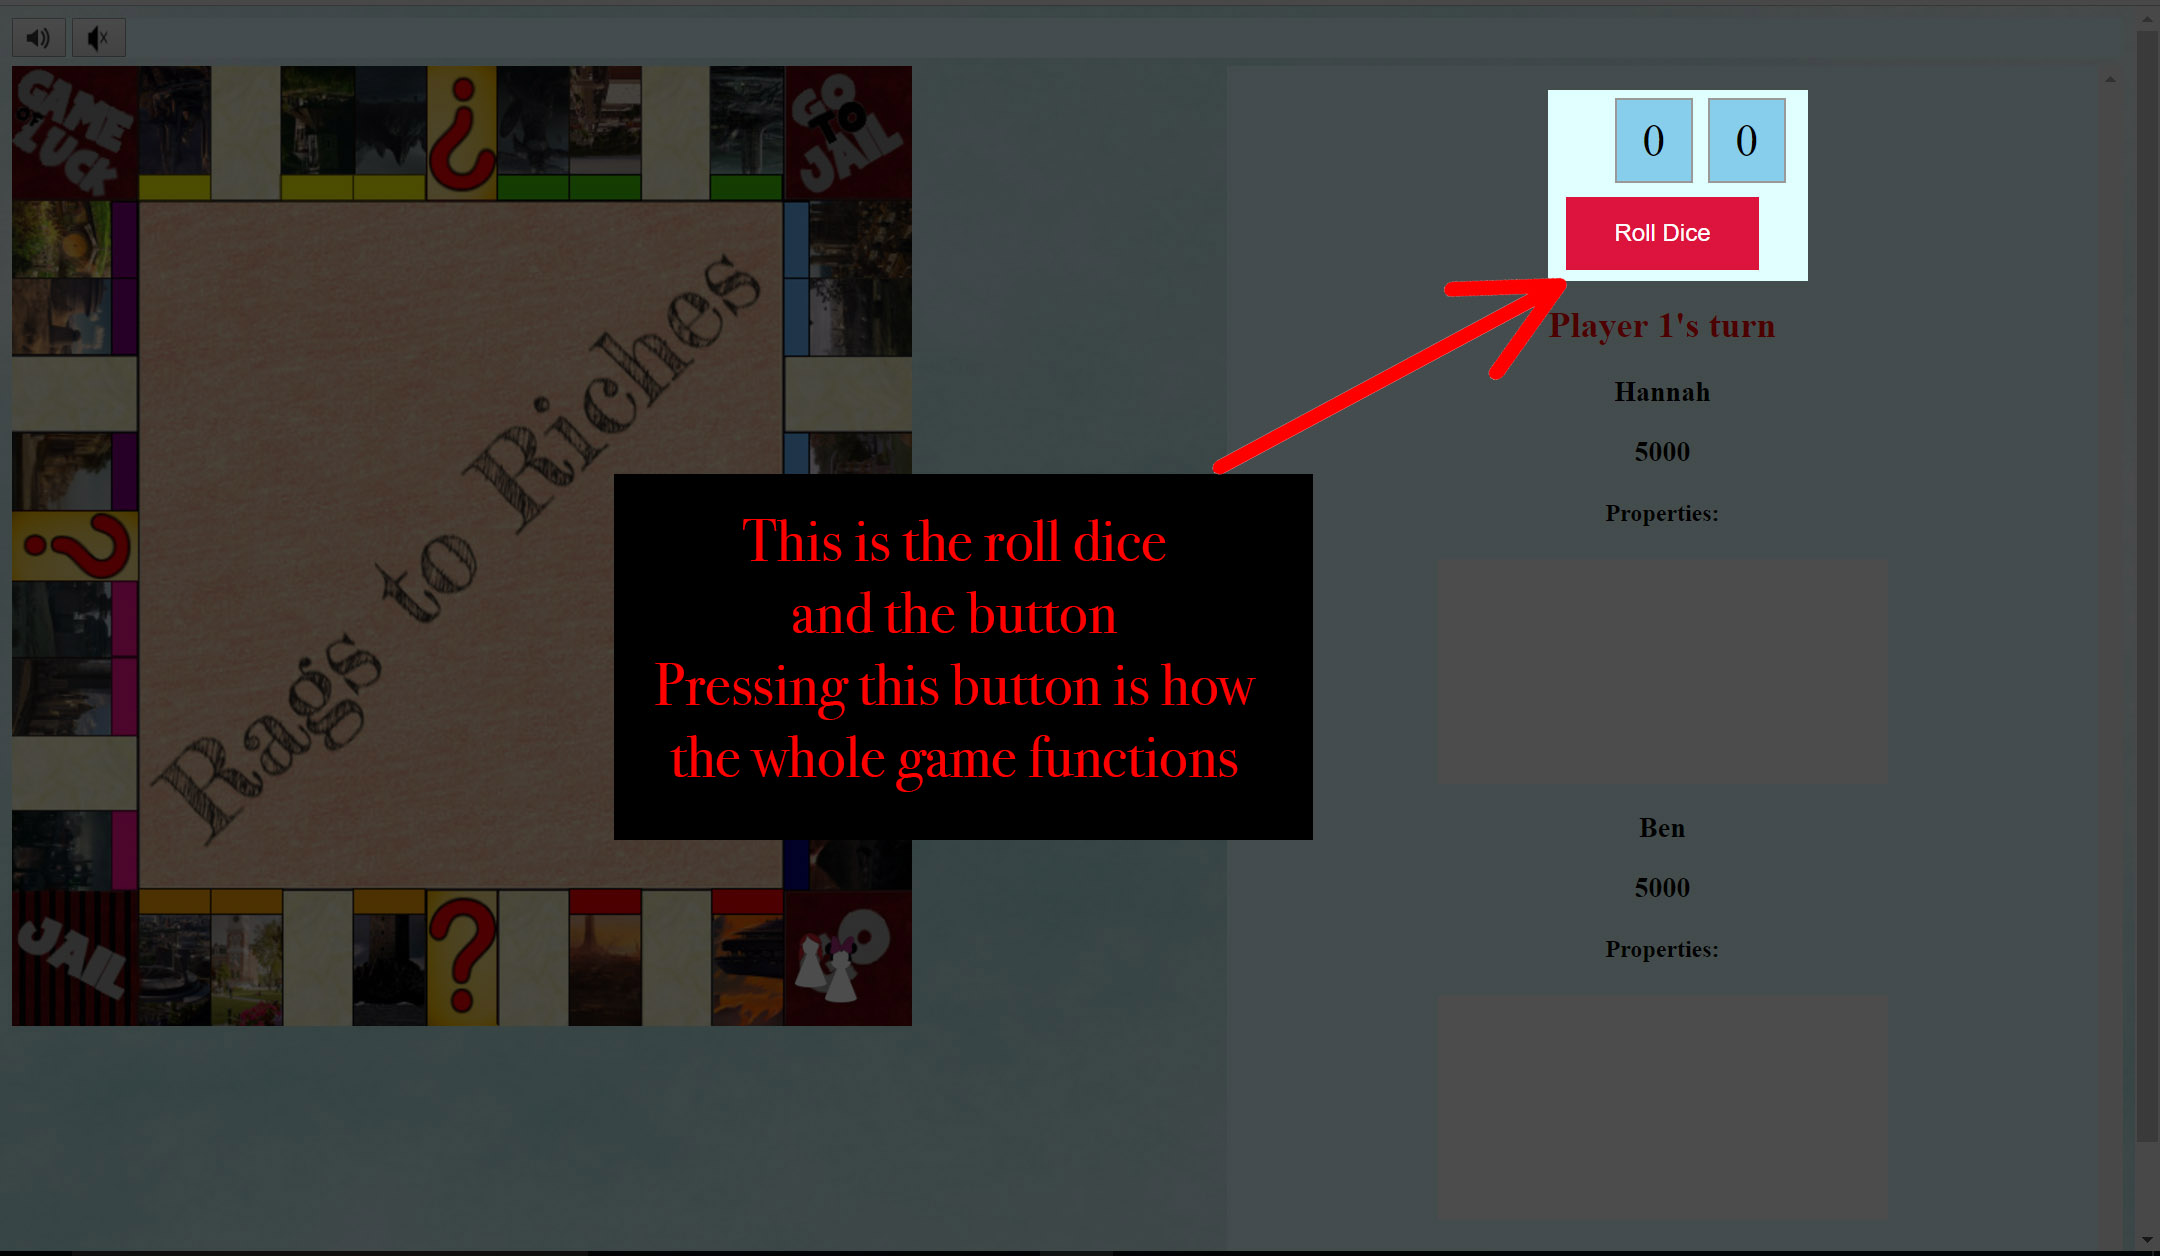 GAME
OF
LUCK
GO
TO
JAIL
0 0
Roll Dice
Player 1's turn
Hannah
5000
Properties:
Rags to Riches
This is the roll dice
and the button
Pressing this button is how
the whole game functions
Ben
5000
Properties:
JAIL